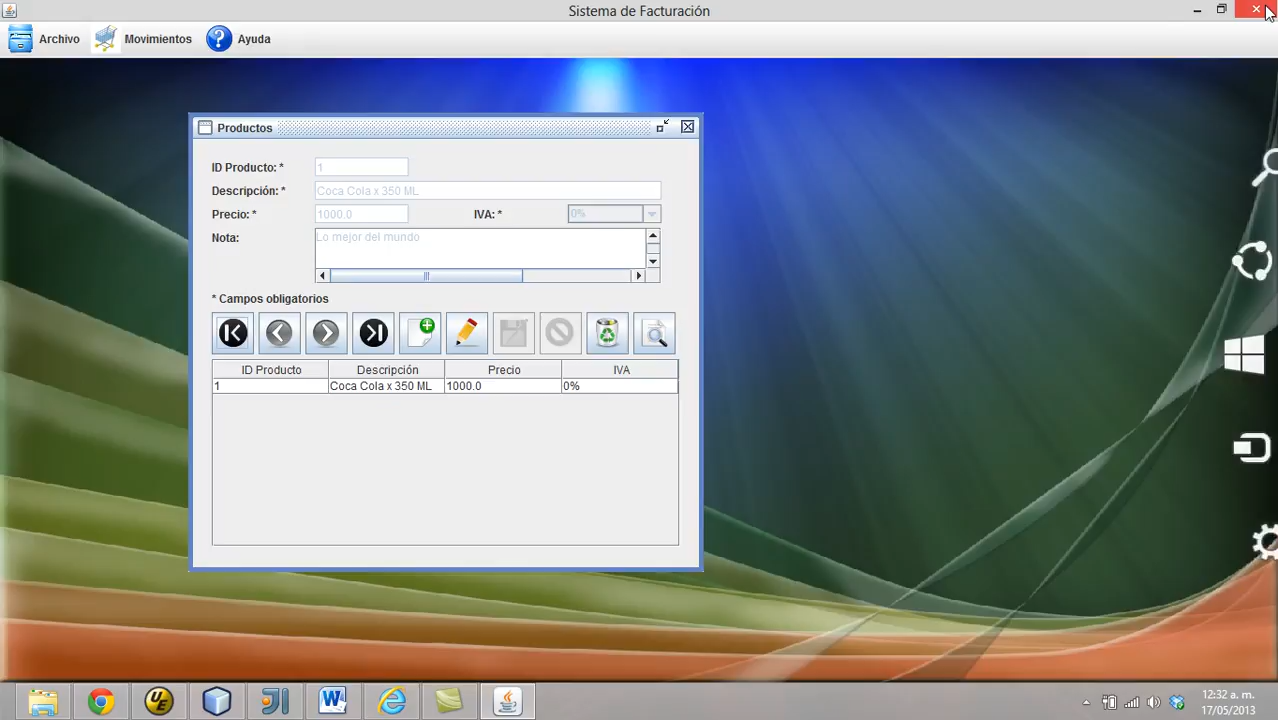 Sistema de Facturación
Archivo Movimientos Ayuda
Productos
ID Producto: * 1
Descripción: * Coca Cola x 350 ML
Precio: * 1000.0 IVA: * 0%
Nota: Lo mejor del mundo
* Campos obligatorios
ID Producto Descripción Precio IVA
1 Coca Cola x 350 ML 1000.0 0%
12:32 a. m.
17/05/2013